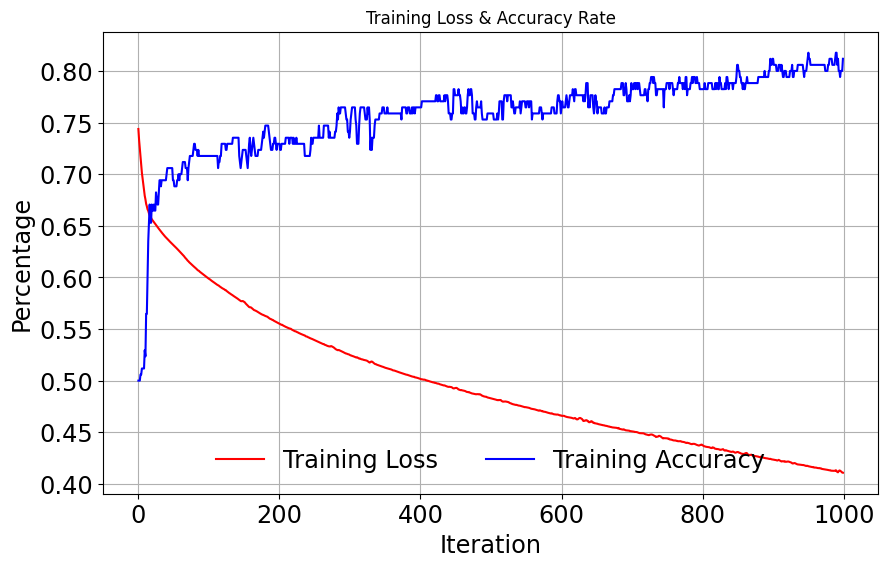 Training Loss & Accuracy Rate
Percentage
0.80
0.75
0.70
0.65
0.60
0.55
0.50
0.45
0.40
Training Loss Training Accuracy
0 200 400 600 800 1000
Iteration